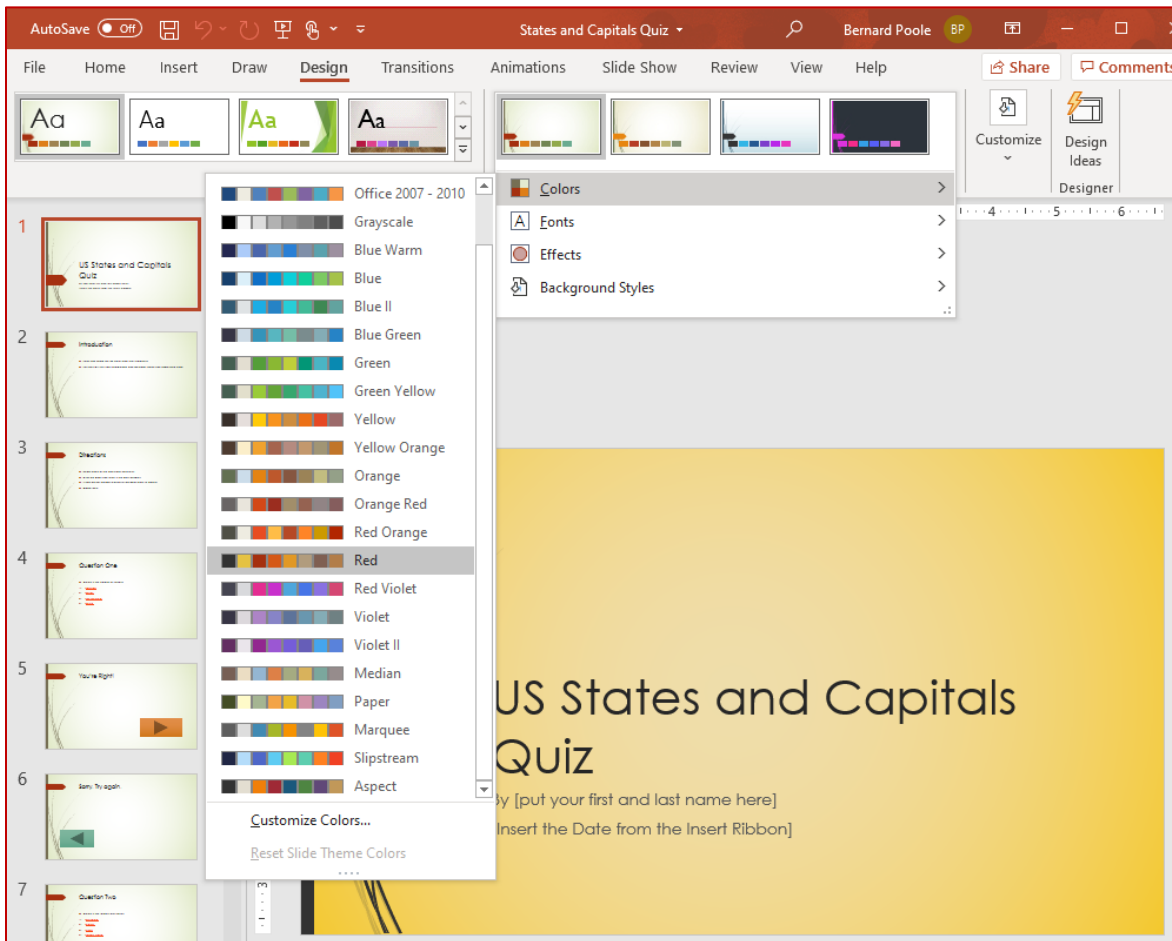 AutoSave Off States and Capitals Quiz Bernard Poole BP
File Home Insert Draw Design Transitions Animations Slide Show Review View Help Share Comments
Aa Aa Aa Aa
Customize
Design Ideas
Designer
Colors
Fonts
Effects
Background Styles
4 5 6
Office 2007 - 2010
Grayscale
Blue Warm
Blue
Blue II
Blue Green
Green
Green Yellow
Yellow
Yellow Orange
Orange
Orange Red
Red Orange
Red
Red Violet
Violet
Violet II
Median
Paper
Marquee
Slipstream
Aspect
Customize Colors...
Reset Slide Theme Colors
1
US States and Capitals
Quiz
2
Introduction
3
Directions
4
Question One
5
You're Right!
6
Sorry. Try again.
7
Question Two
US States and Capitals
Quiz
By [put your first and last name here]
Insert the Date from the Insert Ribbon]
3
1